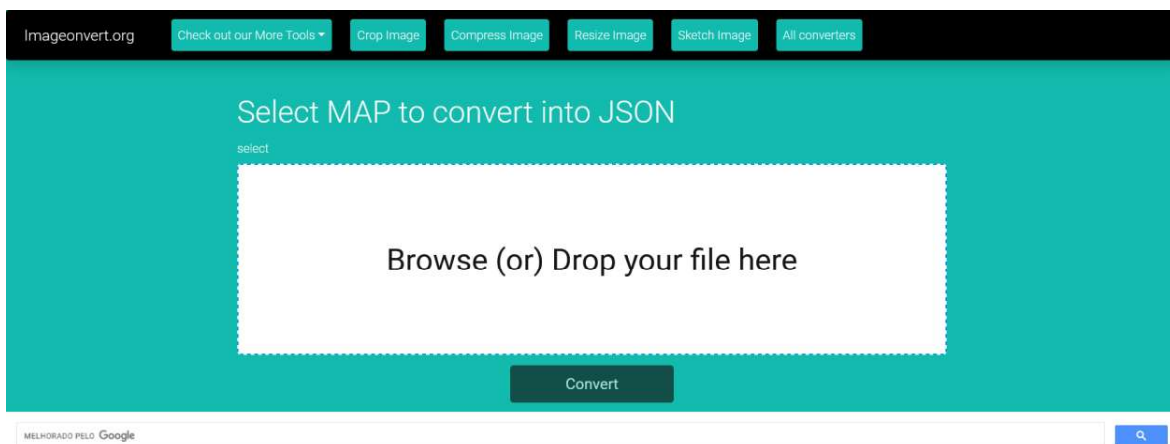 Imageonvert.org Check out our More Tools Crop Image Compress Image Resize Image Sketch Image All converters
Select MAP to convert into JSON
select
Browse (or) Drop your file here
Convert
MELHORADO PELO Google